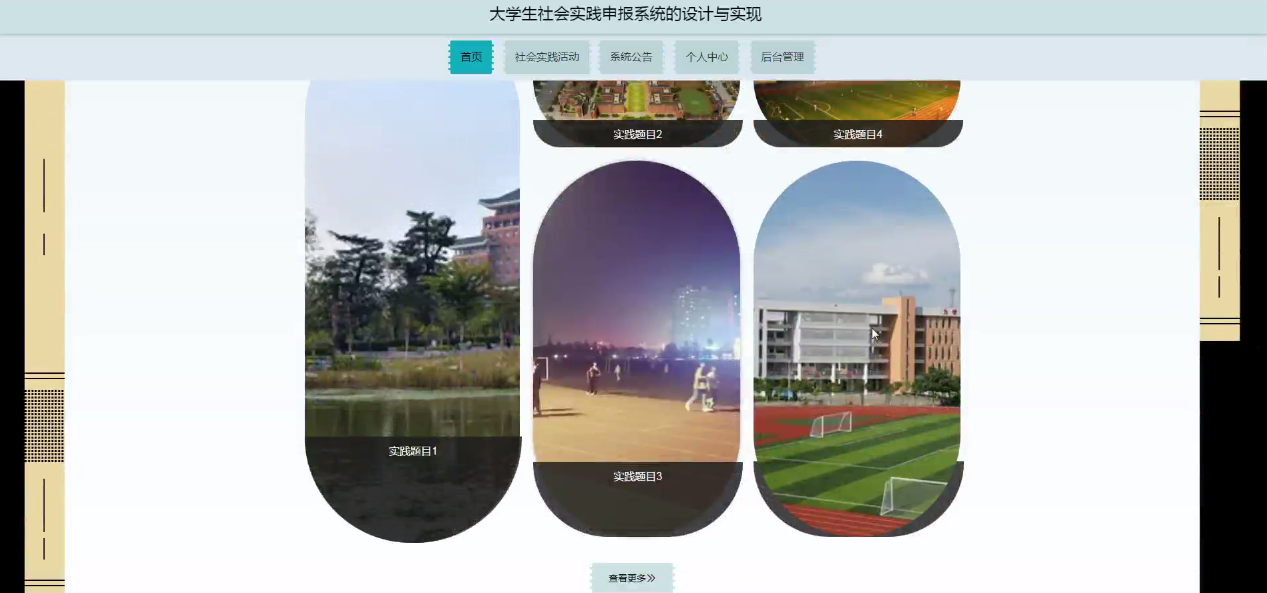 大学生社会实践申报系统的设计与实现
首页 社会实践活动 系统公告 个人中心 后台管理
实践题目2 实践题目4
实践题目1
实践题目3
查看更多